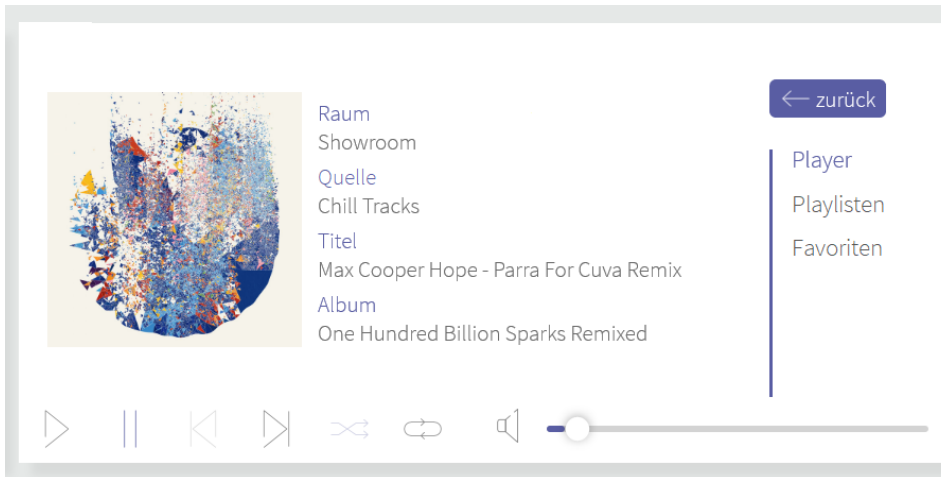 Raum
Showroom
Quelle
Chill Tracks
Titel
Max Cooper Hope - Parra For Cuva Remix
Album
One Hundred Billion Sparks Remixed
zurück
Player
Playlisten
Favoriten